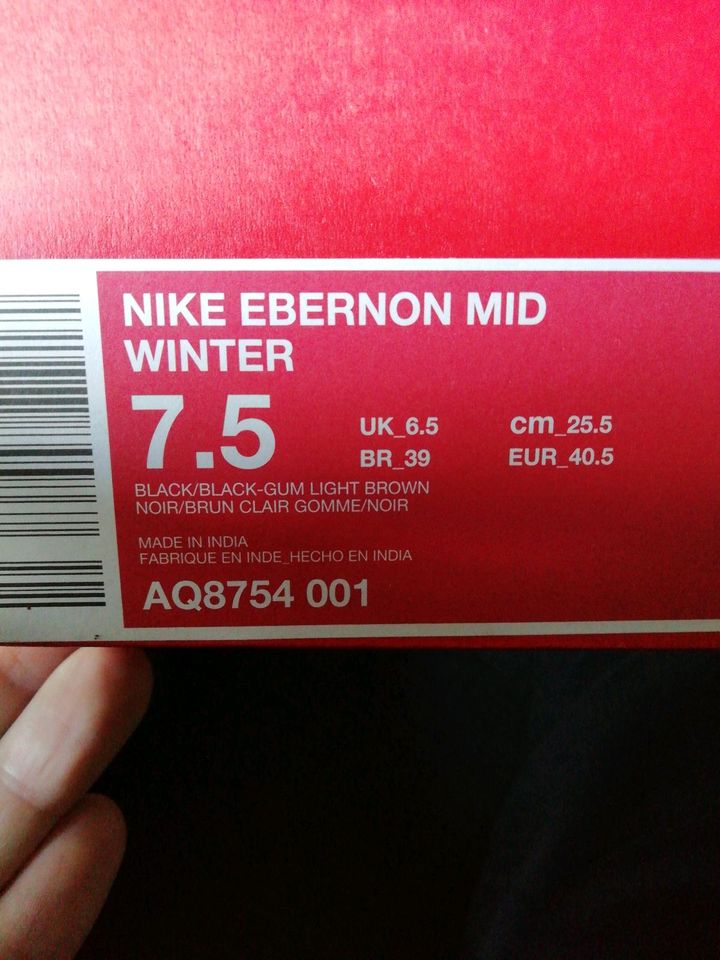 NIKE EBERNON MID
WINTER
7.5
UK_6.5 cm_25.5
BR_39 EUR_40.5
BLACK/BLACK-GUM LIGHT BROWN
NOIR/BRUN CLAIR GOMME/NOIR
MADE IN INDIA
FABRIQUE EN INDE_HECHO EN INDIA
AQ8754 001